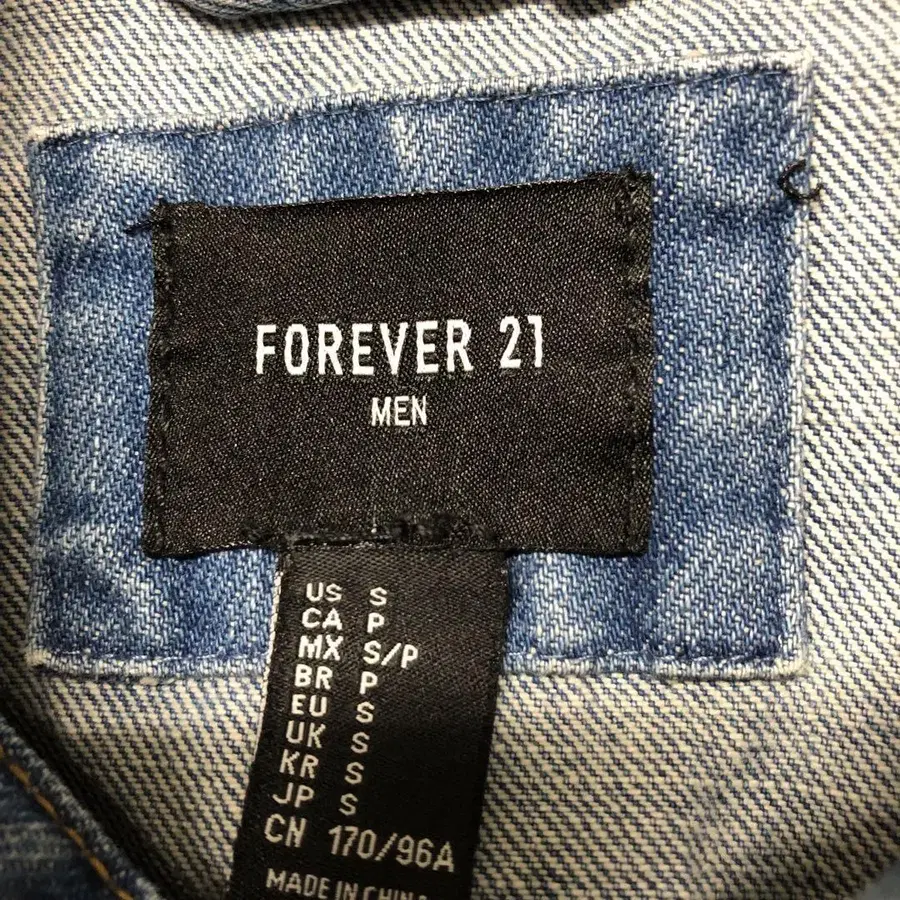 FOREVER 21
MEN
US S
CA P
MX S/P
BR P
EU S
UK S
KR S
JP S
CN 170/96A
MADE IN CHINA